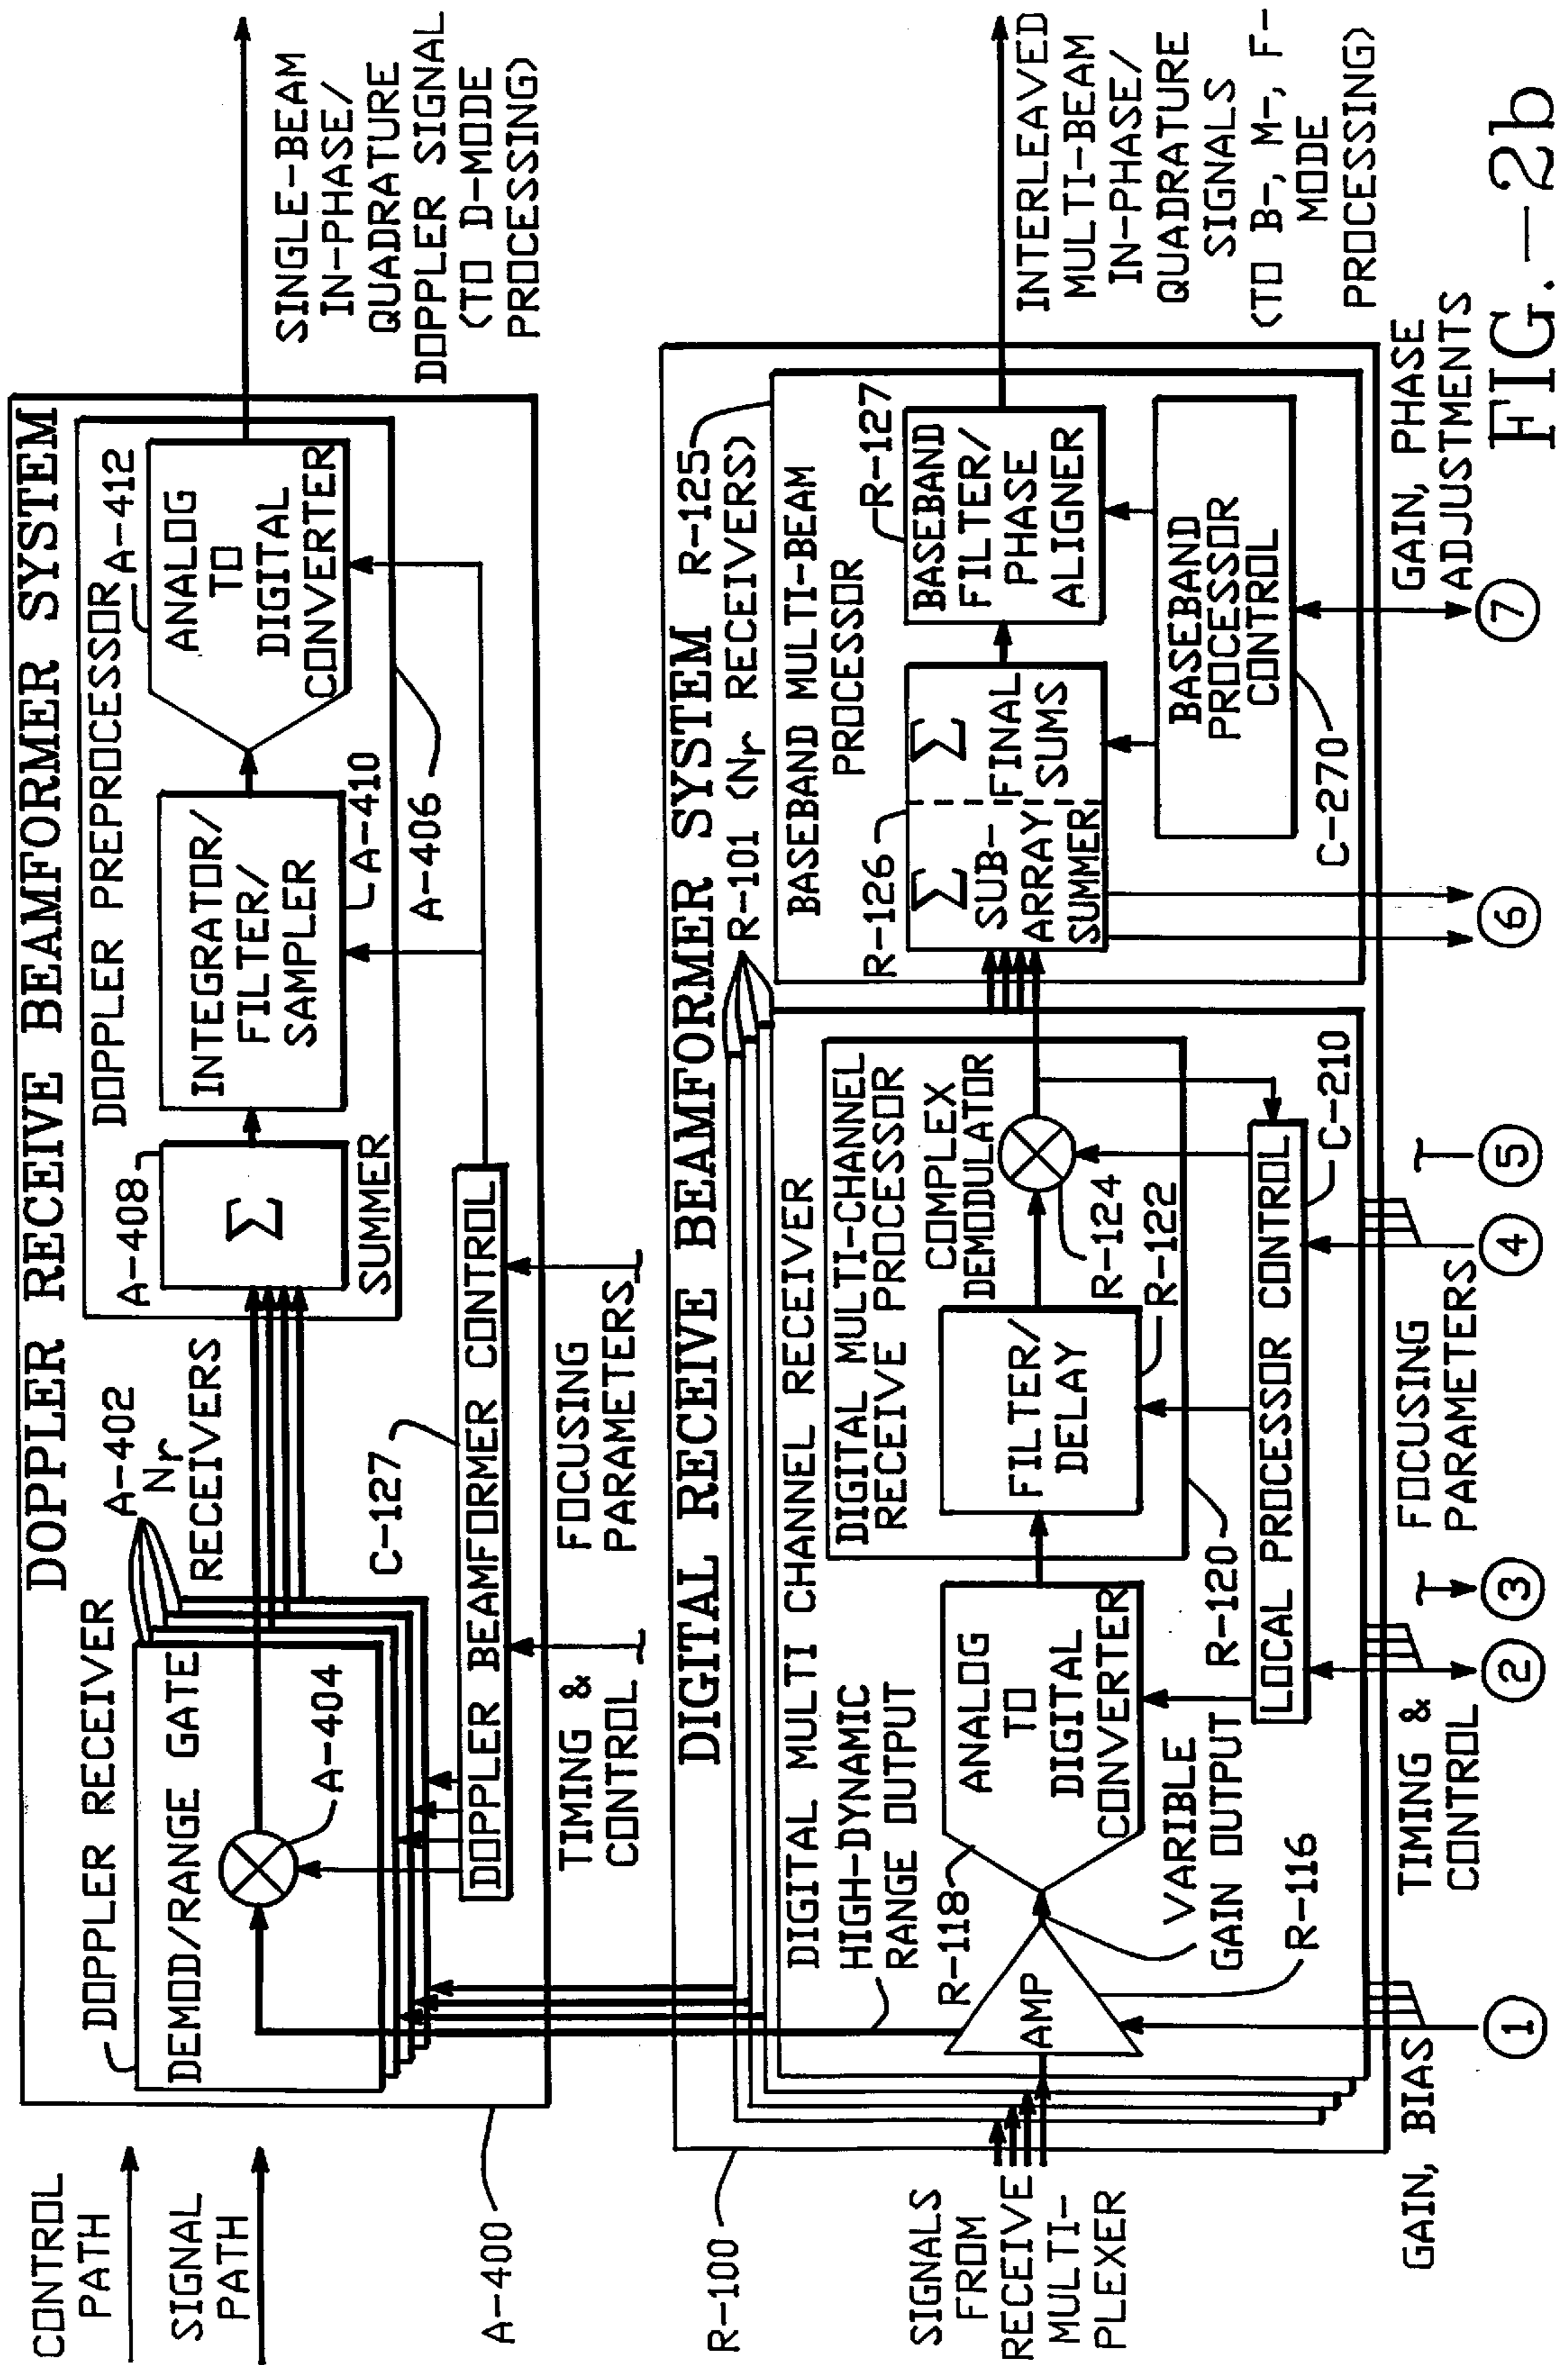 CONTROL
PATH
SIGNAL
PATH
A-400
DOPPLER RECEIVE BEAMFORMER SYSTEM
DOPPLER RECEIVER
DEMOD/RANGE GATE
A-404
A-402
Nr
RECEIVERS
DOPPLER PREPROCESSOR
A-408
Σ
SUMMER
INTEGRATOR/
FILTER/
SAMPLER
A-410
A-412
ANALOG
TO
DIGITAL
CONVERTER
A-406
C-127
DOPPLER BEAMFORMER CONTROL
TIMING &
CONTROL
FOCUSING
PARAMETERS
SINGLE-BEAM
IN-PHASE/
QUADRATURE
DOPPLER SIGNAL
(TO D-MODE
PROCESSING)
R-100
DIGITAL RECEIVE BEAMFORMER SYSTEM
R-125
R-101 (Nr RECEIVERS)
SIGNALS
FROM
RECEIVE
MULTI-
PLEXER
DIGITAL MULTI CHANNEL RECEIVER
HIGH-DYNAMIC
RANGE OUTPUT
R-118
AMP
ANALOG
TO
DIGITAL
CONVERTER
VARIBLE
GAIN OUTPUT
R-116
DIGITAL MULTI-CHANNEL
RECEIVE PROCESSOR
FILTER/
DELAY
COMPLEX
DEMODULATOR
R-124
R-122
R-120
LOCAL PROCESSOR CONTROL
C-210
BASEBAND MULTI-BEAM
PROCESSOR
R-126
Σ Σ
SUB-
ARRAY
SUMMER
FINAL
SUMS
R-127
BASEBAND
FILTER/
PHASE
ALIGNER
BASEBAND
PROCESSOR
CONTROL
C-270
INTERLEAVED
MULTI-BEAM
IN-PHASE/
QUADRATURE
SIGNALS
(TO B-, M-, F-
MODE
PROCESSING)
GAIN, BIAS
TIMING &
CONTROL
FOCUSING
PARAMETERS
GAIN, PHASE
ADJUSTMENTS
1 2 3 4 5 6 7
FIG.-2b